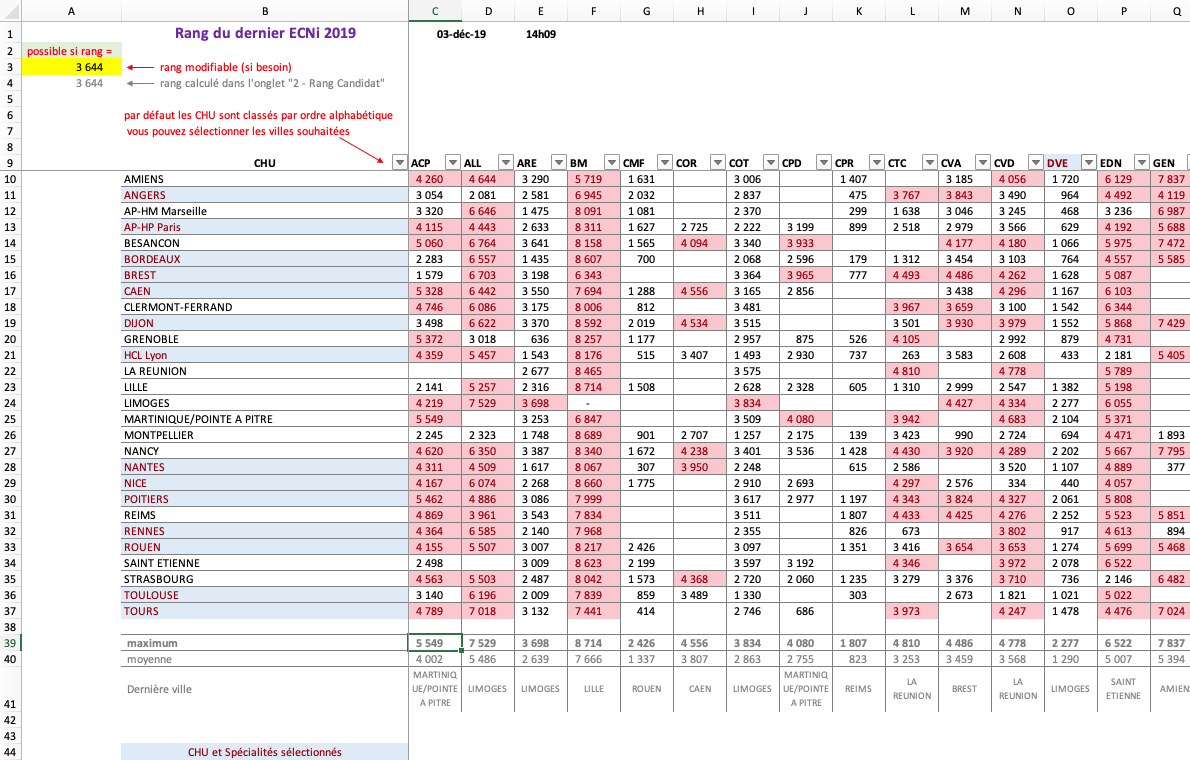 A B C D E F G H I J K L M N O P Q
1 Rang du dernier ECNi 2019 03-déc-19 14h09
2 possible si rang =
3 3 644 rang modifiable (si besoin)
4 3 644 rang calculé dans l'onglet "2 - Rang Candidat"
5
6 par défaut les CHU sont classés par ordre alphabétique
7 vous pouvez sélectionner les villes souhaitées
8
9 CHU ACP ALL ARE BM CMF COR COT CPD CPR CTC CVA CVD DVE EDN GEN
10 AMIENS 4 260 4 644 3 290 5 719 1 631 3 006 1 407 3 185 4 056 1 720 6 129 7 837
11 ANGERS 3 054 2 081 2 581 6 945 2 032 2 837 475 3 767 3 843 3 490 964 4 492 4 119
12 AP-HM Marseille 3 320 6 646 1 475 8 091 1 081 2 370 299 1 638 3 046 3 245 468 3 236 6 987
13 AP-HP Paris 4 115 4 443 2 633 8 311 1 627 2 725 2 222 3 199 899 2 518 2 979 3 566 629 4 192 5 688
14 BESANCON 5 060 6 764 3 641 8 158 1 565 4 094 3 340 3 933 4 177 4 180 1 066 5 975 7 472
15 BORDEAUX 2 283 6 557 1 435 8 607 700 2 068 2 596 179 1 312 3 454 3 103 764 4 557 5 585
16 BREST 1 579 6 703 3 198 6 343 3 364 3 965 777 4 493 4 486 4 262 1 628 5 087
17 CAEN 5 328 6 442 3 550 7 694 1 288 4 556 3 165 2 856 3 438 4 296 1 167 6 103
18 CLERMONT-FERRAND 4 746 6 086 3 175 8 006 812 3 481 3 967 3 659 3 100 1 542 6 344
19 DIJON 3 498 6 622 3 370 8 592 2 019 4 534 3 515 3 501 3 930 3 979 1 552 5 868 7 429
20 GRENOBLE 5 372 3 018 636 8 257 1 177 2 957 875 526 4 105 2 992 879 4 731
21 HCL Lyon 4 359 5 457 1 543 8 176 515 3 407 1 493 2 930 737 263 3 583 2 608 433 2 181 5 405
22 LA REUNION 2 677 8 465 3 575 4 810 4 778 5 789
23 LILLE 2 141 5 257 2 316 8 714 1 508 2 628 2 328 605 1 310 2 999 2 547 1 382 5 198
24 LIMOGES 4 219 7 529 3 698 - 3 834 4 427 4 334 2 277 6 055
25 MARTINIQUE/POINTE A PITRE 5 549 3 253 6 847 3 509 4 080 3 942 4 683 2 104 5 371
26 MONTPELLIER 2 245 2 323 1 748 8 689 901 2 707 1 257 2 175 139 3 423 990 2 724 694 4 471 1 893
27 NANCY 4 620 6 350 3 387 8 340 1 672 4 238 3 401 3 536 1 428 4 430 3 920 4 289 2 202 5 667 7 795
28 NANTES 4 311 4 509 1 617 8 067 307 3 950 2 248 615 2 586 3 520 1 107 4 889 377
29 NICE 4 167 6 074 2 268 8 660 1 775 2 910 2 693 4 297 2 576 334 440 4 057
30 POITIERS 5 462 4 886 3 086 7 999 3 617 2 977 1 197 4 343 3 824 4 327 2 061 5 808
31 REIMS 4 869 3 961 3 543 7 834 3 511 1 807 4 433 4 425 4 276 2 252 5 523 5 851
32 RENNES 4 364 6 585 2 140 7 968 2 355 826 673 3 802 917 4 613 894
33 ROUEN 4 155 5 507 3 007 8 217 2 426 3 097 1 351 3 416 3 654 3 653 1 274 5 699 5 468
34 SAINT ETIENNE 2 498 3 009 8 623 2 199 3 597 3 192 4 346 3 972 2 078 6 522
35 STRASBOURG 4 563 5 503 2 487 8 042 1 573 4 368 2 720 2 060 1 235 3 279 3 376 3 710 736 2 146 6 482
36 TOULOUSE 3 140 6 196 2 009 7 839 859 3 489 1 330 303 2 673 1 821 1 021 5 022
37 TOURS 4 789 7 018 3 132 7 441 414 2 746 686 3 973 4 247 1 478 4 476 7 024
38
39 maximum 5 549 7 529 3 698 8 714 2 426 4 556 3 834 4 080 1 807 4 810 4 486 4 778 2 277 6 522 7 837
40 moyenne 4 002 5 486 2 639 7 666 1 337 3 807 2 863 2 755 823 3 253 3 459 3 568 1 290 5 007 5 394
41 Dernière ville MARTINIQUE/POINTE A PITRE LIMOGES LIMOGES LILLE ROUEN CAEN LIMOGES MARTINIQUE/POINTE A PITRE REIMS LA REUNION BREST LA REUNION LIMOGES SAINT ETIENNE AMIEN
42
43
44 CHU et Spécialités sélectionnés